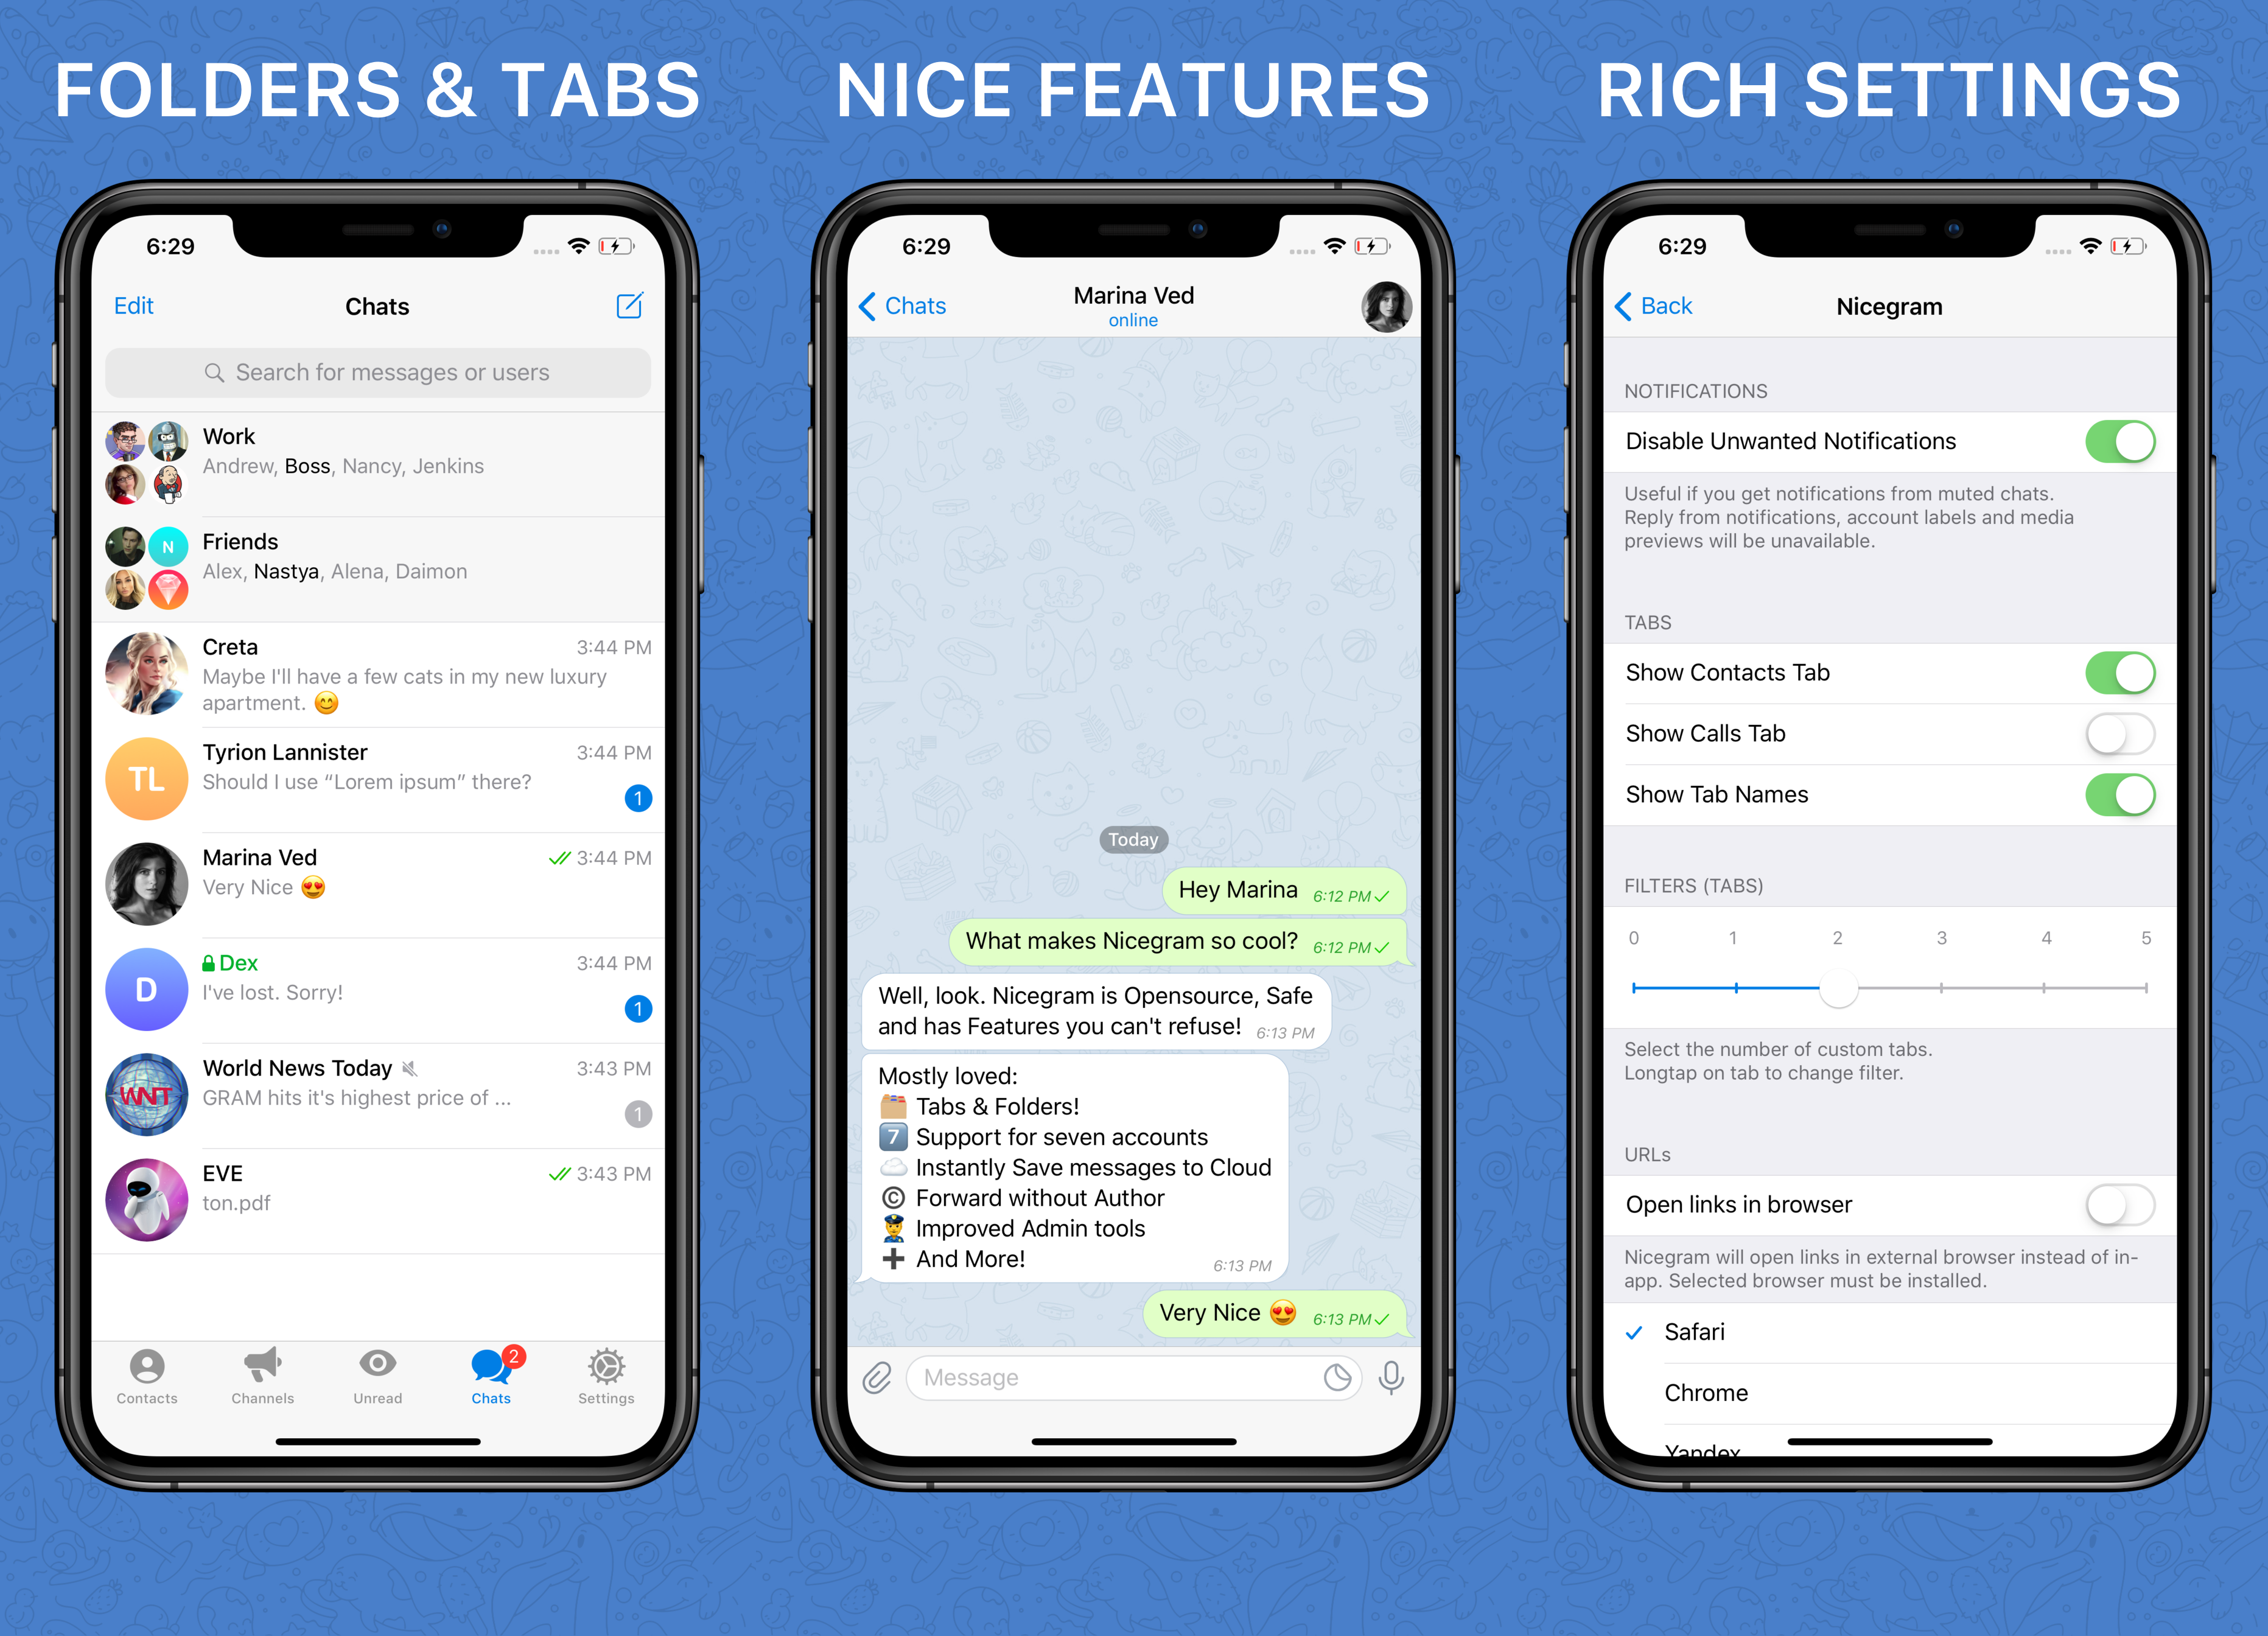 FOLDERS & TABS
6:29
Edit
Chats
Search for messages or users
Work
Andrew, Boss, Nancy, Jenkins
N
Friends
Alex, Nastya, Alena, Daimon
Creta
3:44 PM
Maybe I'll have a few cats in my new luxury
apartment. 😊
TL
Tyrion Lannister
3:44 PM
Should I use “Lorem ipsum” there?
1
Marina Ved
3:44 PM
Very Nice 😍
D
Dex
3:44 PM
I've lost. Sorry!
1
WNT
World News Today
3:43 PM
GRAM hits it's highest price of ...
1
EVE
3:43 PM
ton.pdf
2
Contacts
Channels
Unread
Chats
Settings
NICE FEATURES
6:29
Chats
Marina Ved
online
Today
Hey Marina 6:12 PM
What makes Nicegram so cool? 6:12 PM
Well, look. Nicegram is Opensource, Safe
and has Features you can't refuse! 6:13 PM
Mostly loved:
🗂 Tabs & Folders!
7️⃣ Support for seven accounts
☁️ Instantly Save messages to Cloud
© Forward without Author
👮 Improved Admin tools
➕ And More! 6:13 PM
Very Nice 😍 6:13 PM
Message
RICH SETTINGS
6:29
Back
Nicegram
NOTIFICATIONS
Disable Unwanted Notifications
Useful if you get notifications from muted chats.
Reply from notifications, account labels and media
previews will be unavailable.
TABS
Show Contacts Tab
Show Calls Tab
Show Tab Names
FILTERS (TABS)
0 1 2 3 4 5
Select the number of custom tabs.
Longtap on tab to change filter.
URLs
Open links in browser
Nicegram will open links in external browser instead of in-
app. Selected browser must be installed.
Safari
Chrome
Yandex